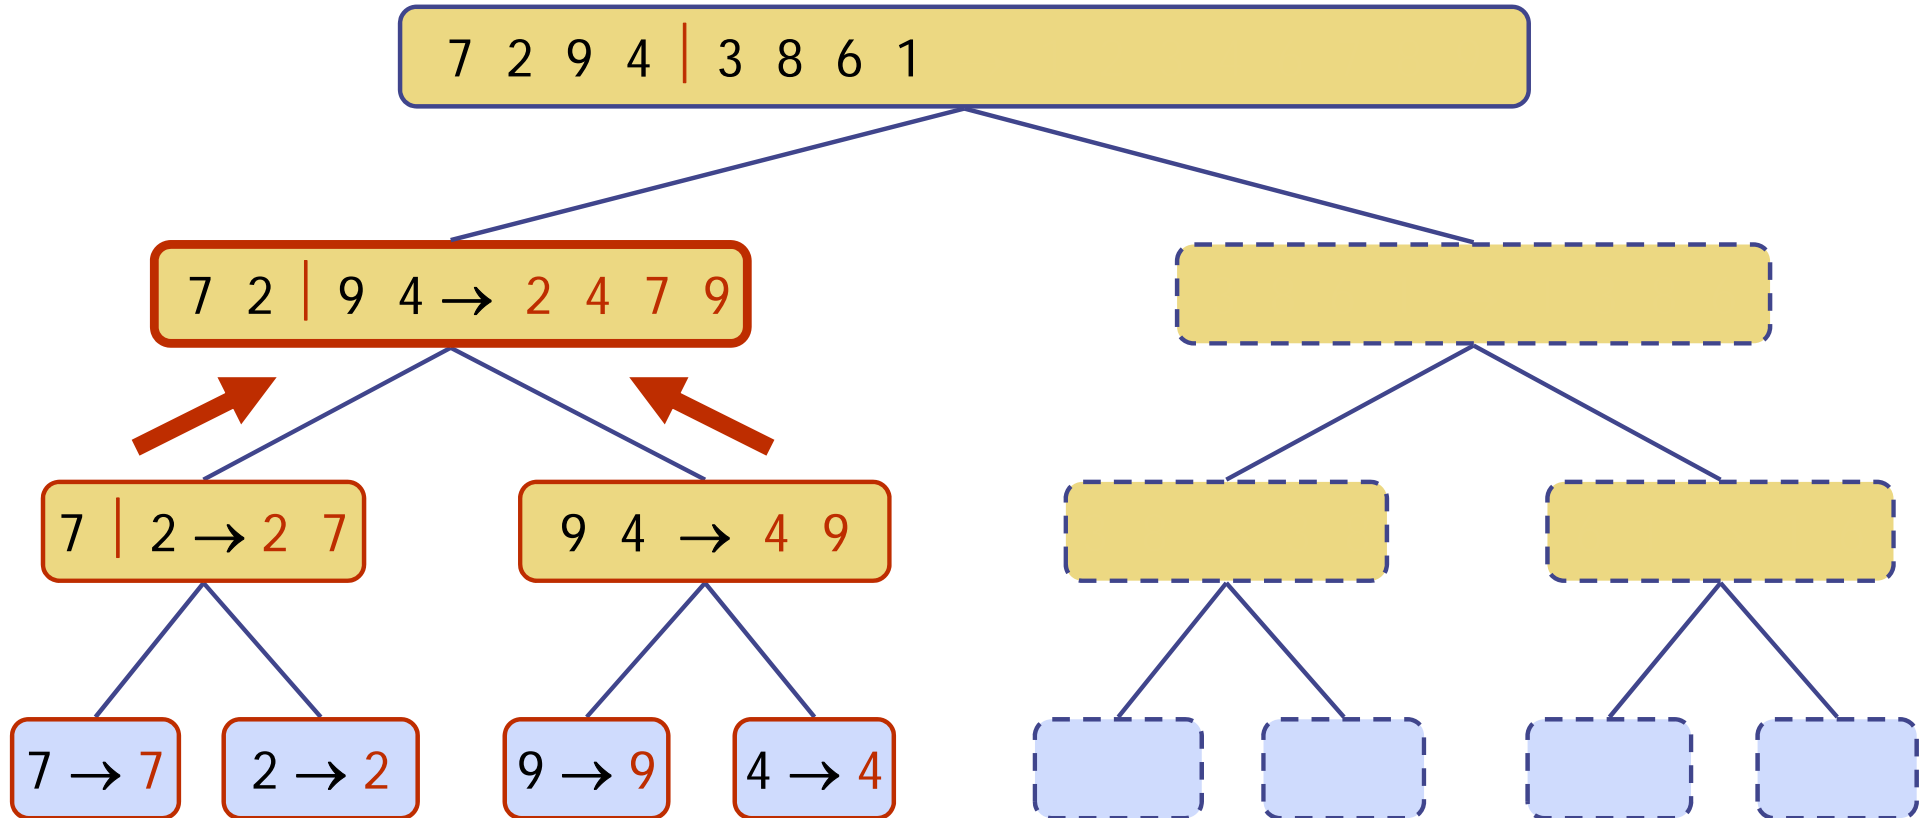 7 2 9 4 | 3 8 6 1
7 2 | 9 4 → 2 4 7 9
7 | 2 → 2 7
9 4 → 4 9
7 → 7
2 → 2
9 → 9
4 → 4